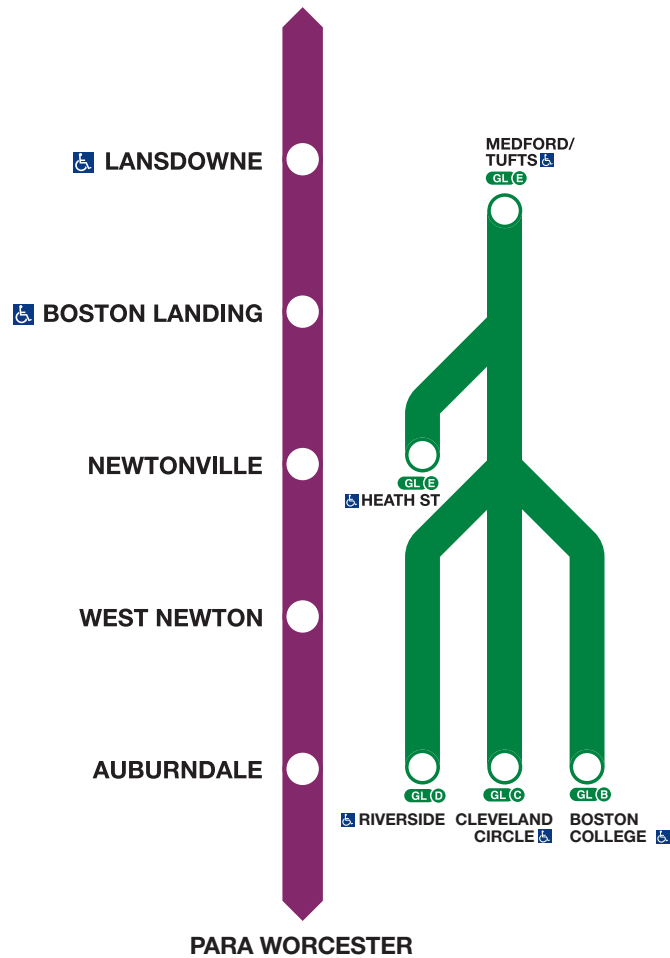 LANSDOWNE
BOSTON LANDING
NEWTONVILLE
WEST NEWTON
AUBURNDALE
PARA WORCESTER
MEDFORD/
TUFTS
GL E
GL E
HEATH ST
GL D
RIVERSIDE
GL C
CLEVELAND
CIRCLE
GL B
BOSTON
COLLEGE